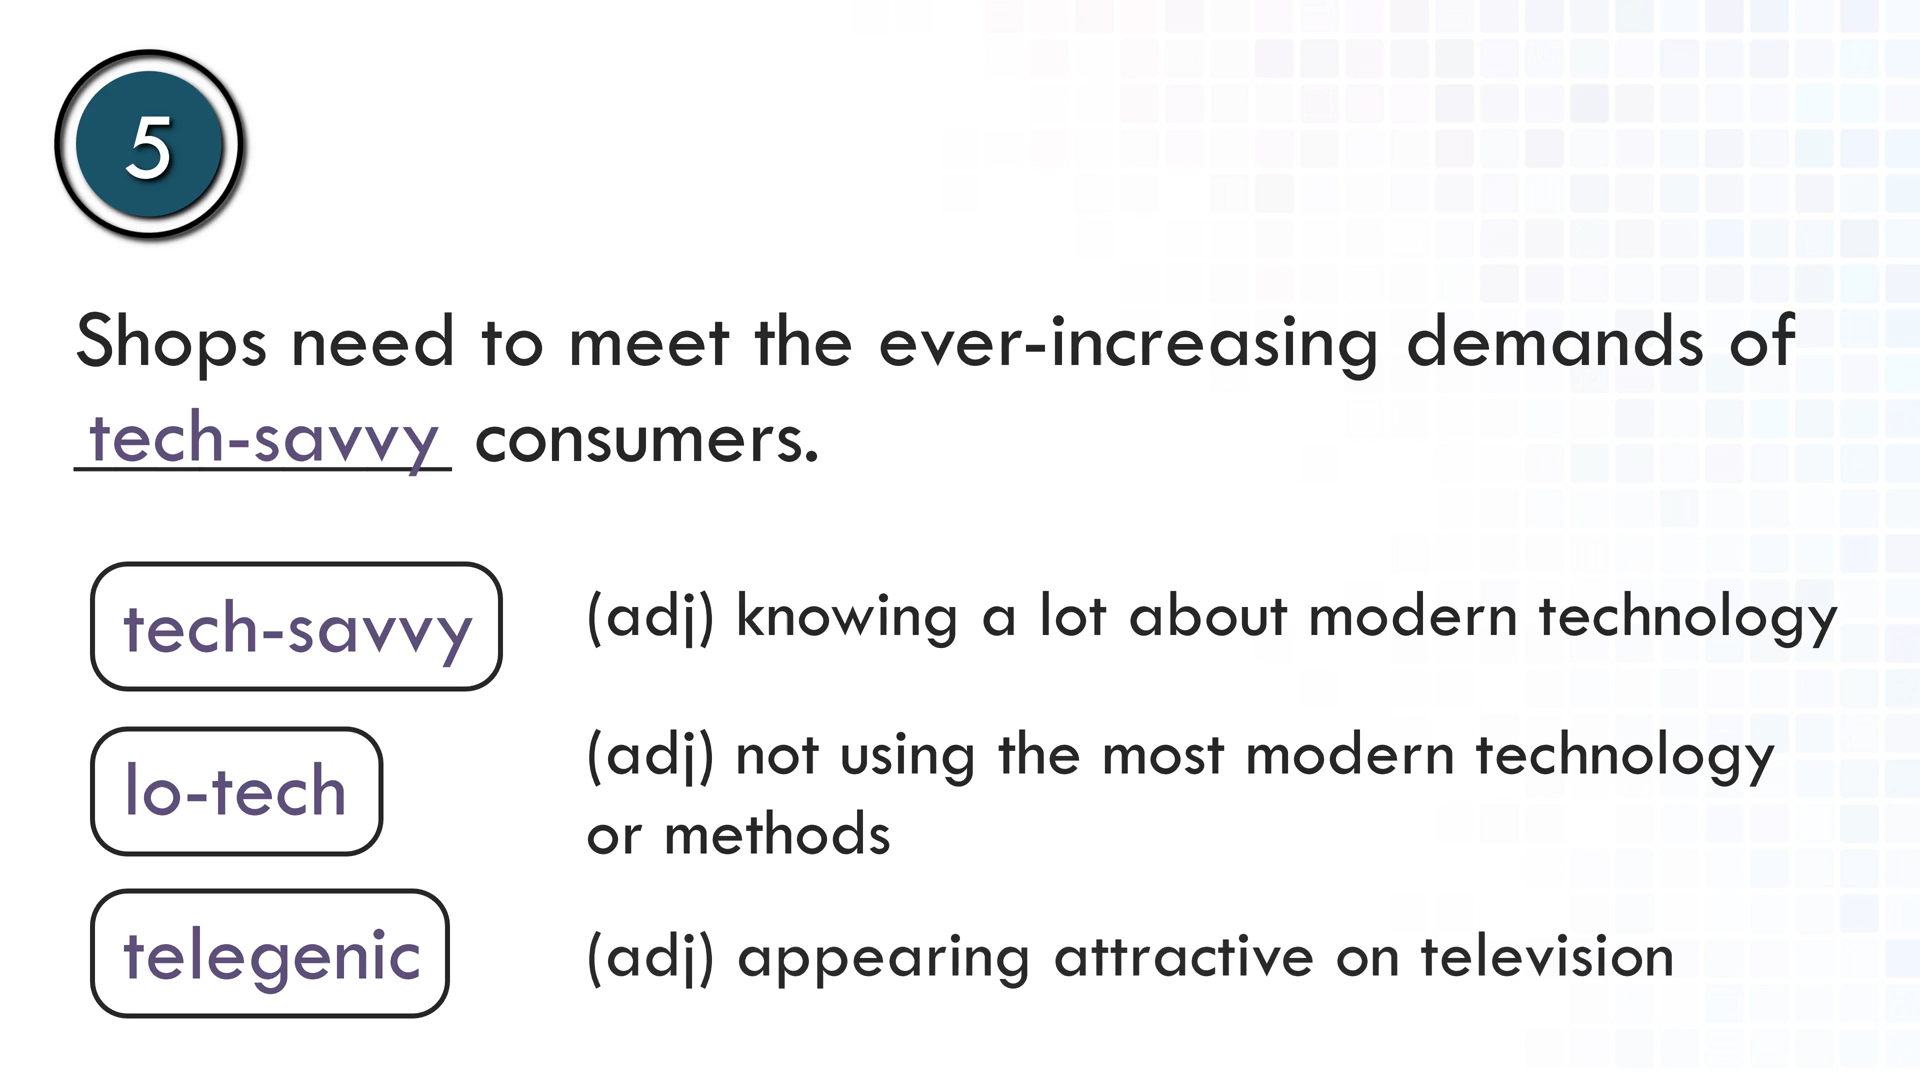 5
Shops need to meet the ever-increasing demands of
tech-savvy consumers.
tech-savvy
(adj) knowing a lot about modern technology
lo-tech
(adj) not using the most modern technology
or methods
telegenic
(adj) appearing attractive on television